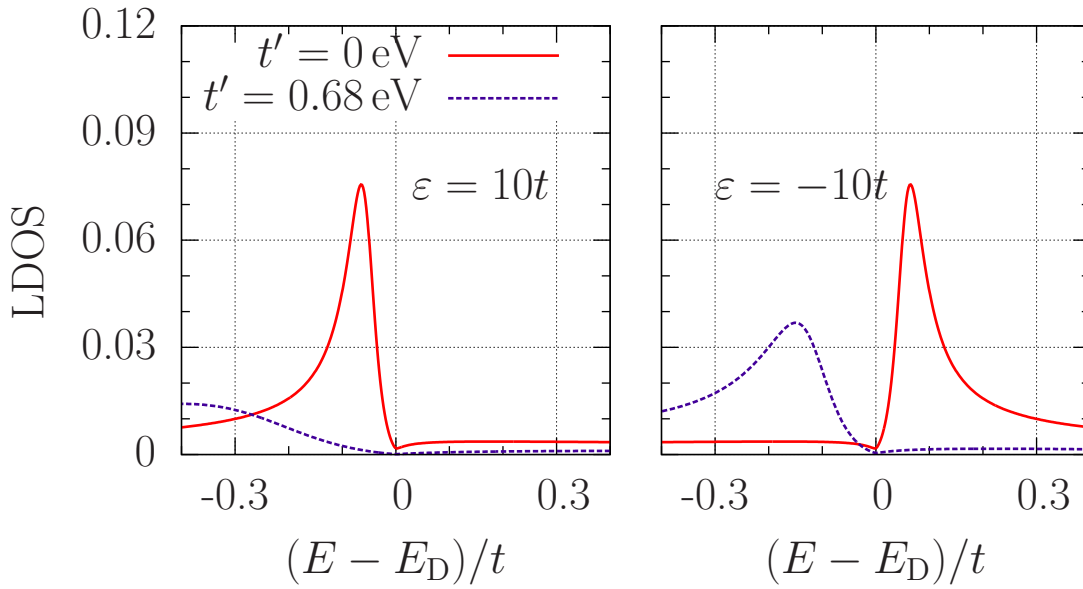 LDOS
0.12
0.09
0.06
0.03
0
t′ = 0 eV
t′ = 0.68 eV
ε = 10t
ε = −10t
-0.3 0 0.3
-0.3 0 0.3
(E − E_D)/t
(E − E_D)/t